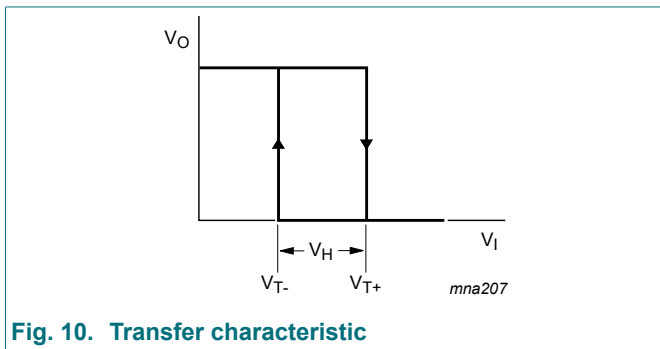 VO
VI
VH
VT-
VT+
mna207
Fig. 10. Transfer characteristic